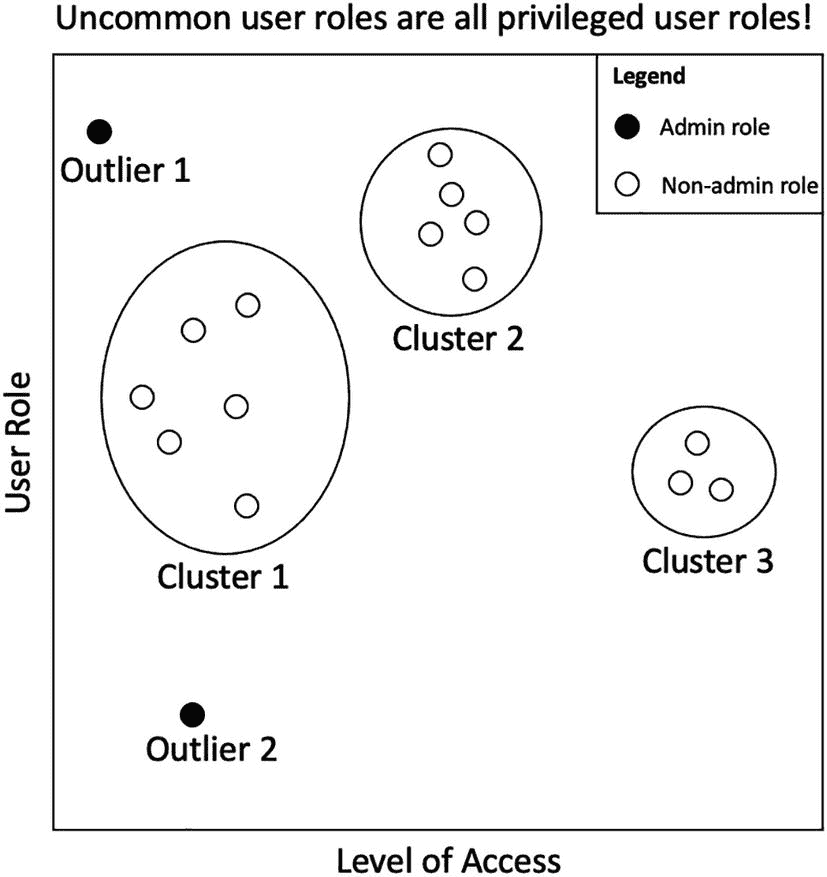 Uncommon user roles are all privileged user roles!
Legend
Admin role
Non-admin role
Outlier 1
Cluster 2
Cluster 1
Cluster 3
Outlier 2
User Role
Level of Access